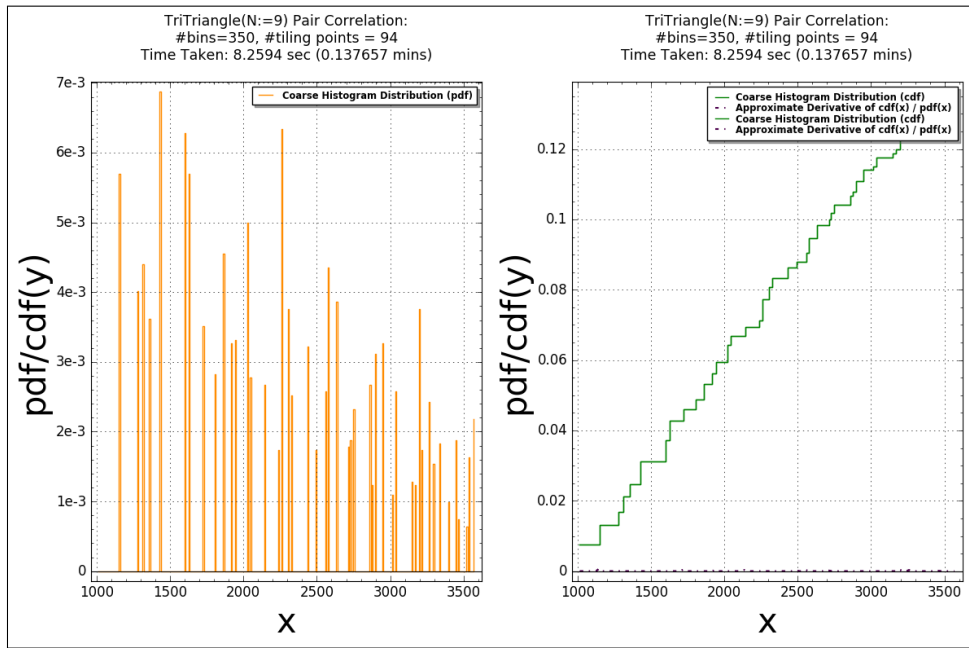 TriTriangle(N:=9) Pair Correlation:
#bins=350, #tiling points = 94
Time Taken: 8.2594 sec (0.137657 mins)
7e-3
6e-3
5e-3
4e-3
3e-3
2e-3
1e-3
0
pdf/cdf(y)
Coarse Histogram Distribution (pdf)
1000 1500 2000 2500 3000 3500
x
TriTriangle(N:=9) Pair Correlation:
#bins=350, #tiling points = 94
Time Taken: 8.2594 sec (0.137657 mins)
Coarse Histogram Distribution (cdf)
Approximate Derivative of cdf(x) / pdf(x)
Coarse Histogram Distribution (cdf)
Approximate Derivative of cdf(x) / pdf(x)
0.12
0.1
0.08
0.06
0.04
0.02
0
pdf/cdf(y)
1000 1500 2000 2500 3000 3500
x